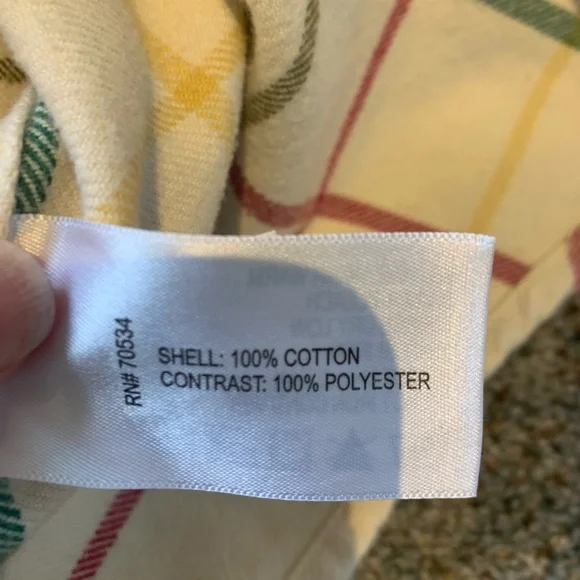 RN# 70534
SHELL: 100% COTTON
CONTRAST: 100% POLYESTER